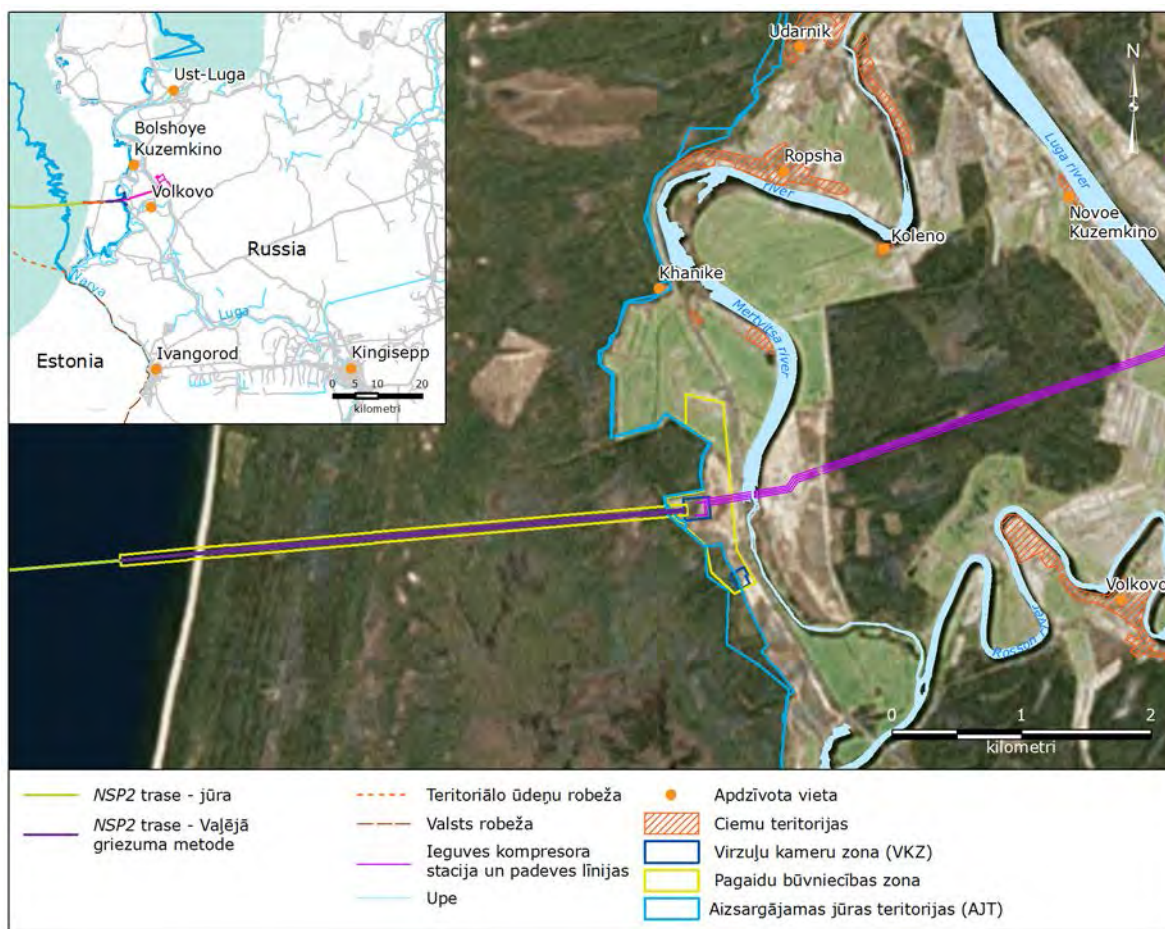 Ust-Luga
Bolshoye
Kuzemkino
Volkovo
Russia
Narva
Luga
Estonia
Ivangorod
Kingisepp
0 5 10 20
kilometri
Udarnik
N
Ropsha
river
Luga river
Novoe
Kuzemkino
Koleno
Khanike
Mertvitsa river
Volkovo
Rosson river
0 1 2
kilometri
NSP2 trase - jūra
NSP2 trase - Vaļējā
griezuma metode
Teritoriālo ūdeņu robeža
Valsts robeža
Ieguves kompresora
stacija un padeves līnijas
Upe
Apdzīvota vieta
Ciemu teritorijas
Virzuļu kameru zona (VKZ)
Pagaidu būvniecības zona
Aizsargājamas jūras teritorijas (AJT)